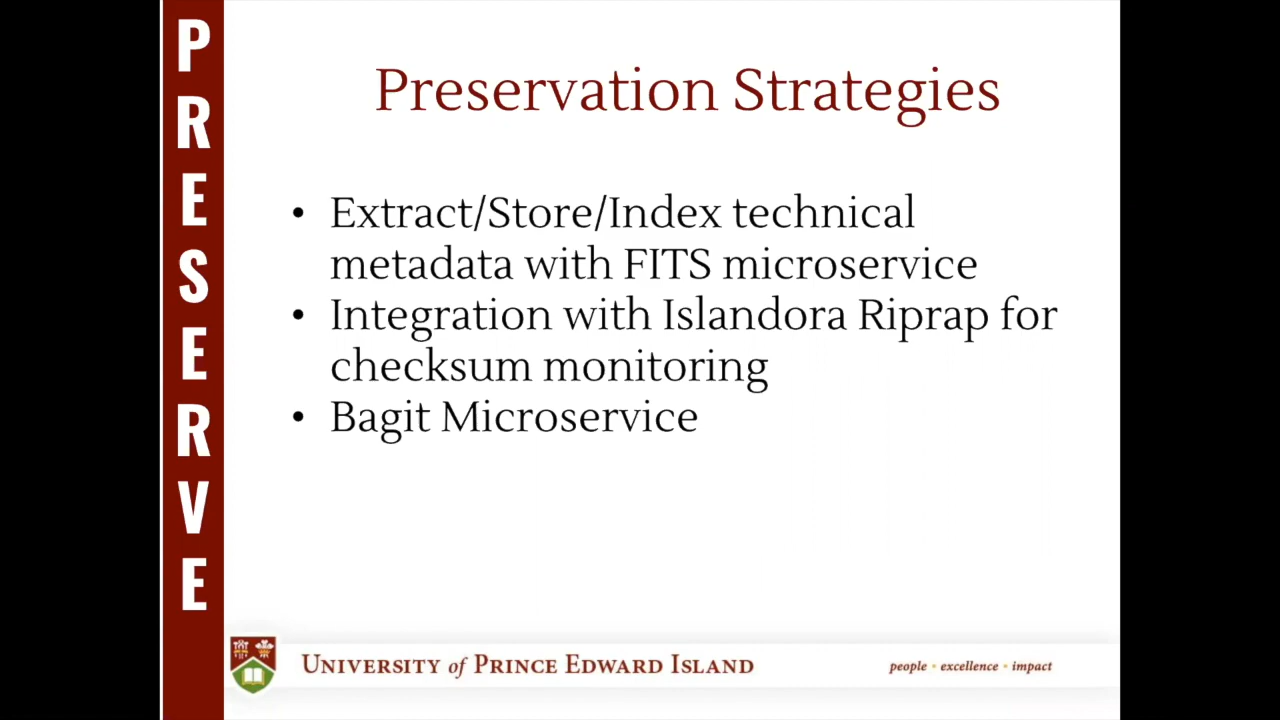 PRESERVE
Preservation Strategies
• Extract/Store/Index technical
metadata with FITS microservice
• Integration with Islandora Riprap for
checksum monitoring
• Bagit Microservice
UNIVERSITY of PRINCE EDWARD ISLAND
people • excellence • impact